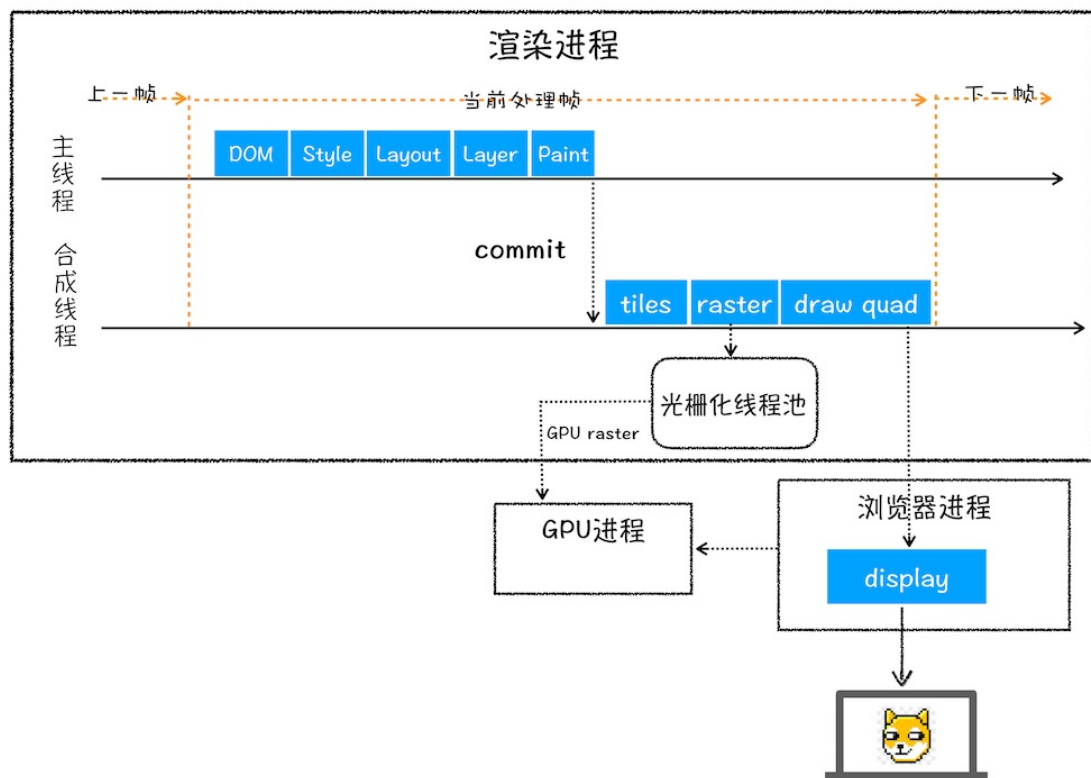 渲染进程
上一帧
当前处理帧
下一帧
主线程
DOM
Style
Layout
Layer
Paint
commit
合成线程
tiles
raster
draw quad
光栅化线程池
GPU raster
GPU进程
浏览器进程
display